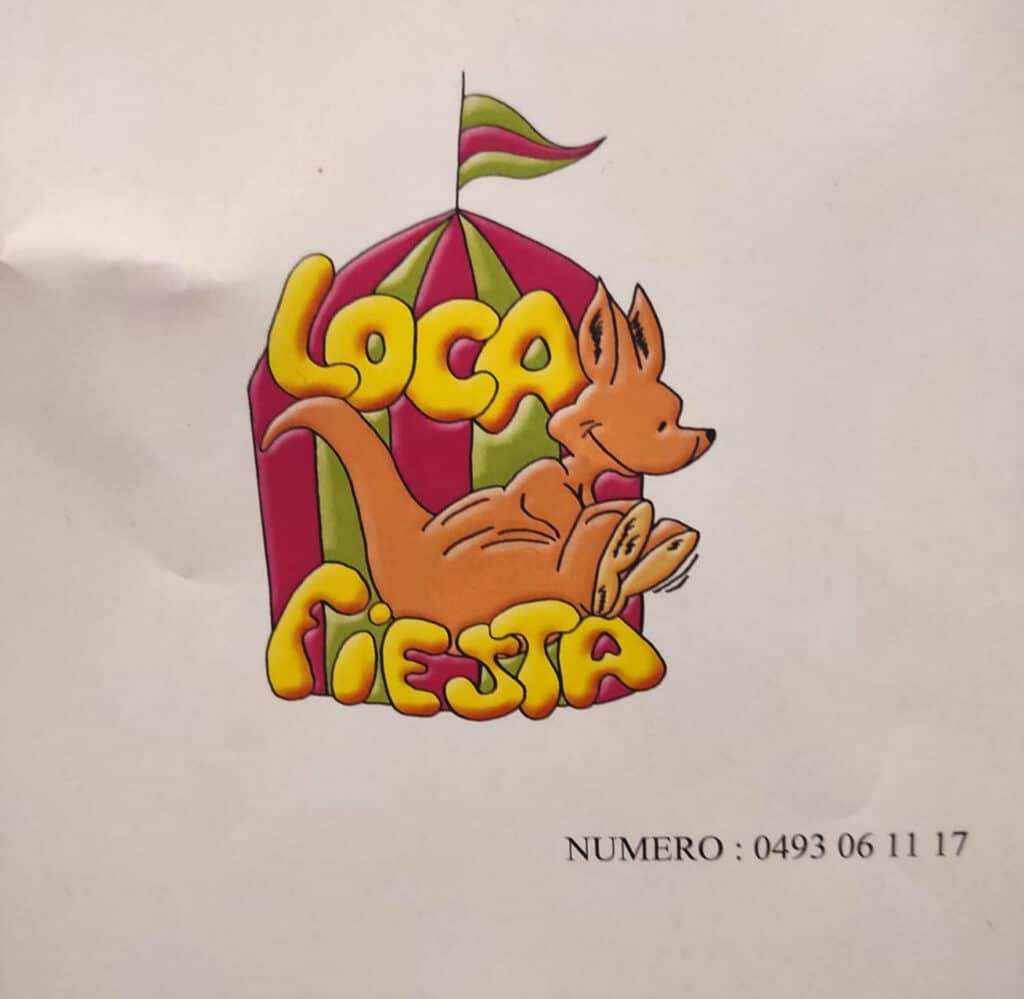 LOCA
FIESTA
NUMERO : 0493 06 11 17